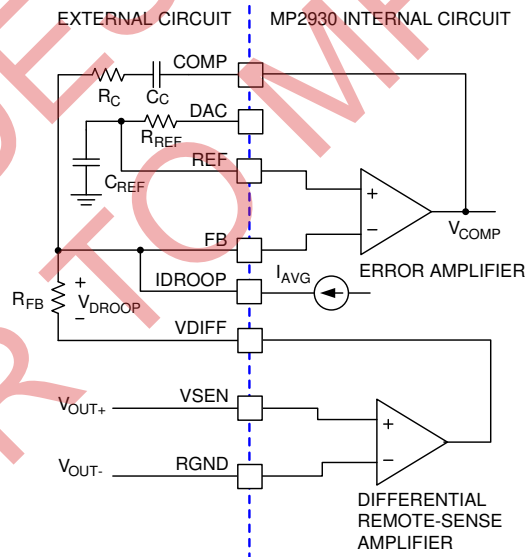 EXTERNAL CIRCUIT
MP2930 INTERNAL CIRCUIT
COMP
RC
CC
DAC
RREF
REF
CREF
+
−
VCOMP
FB
ERROR AMPLIFIER
IDROOP
IAVG
RFB
+
VDROOP
−
VDIFF
VOUT+
VSEN
+
VOUT-
RGND
−
DIFFERENTIAL
REMOTE-SENSE
AMPLIFIER